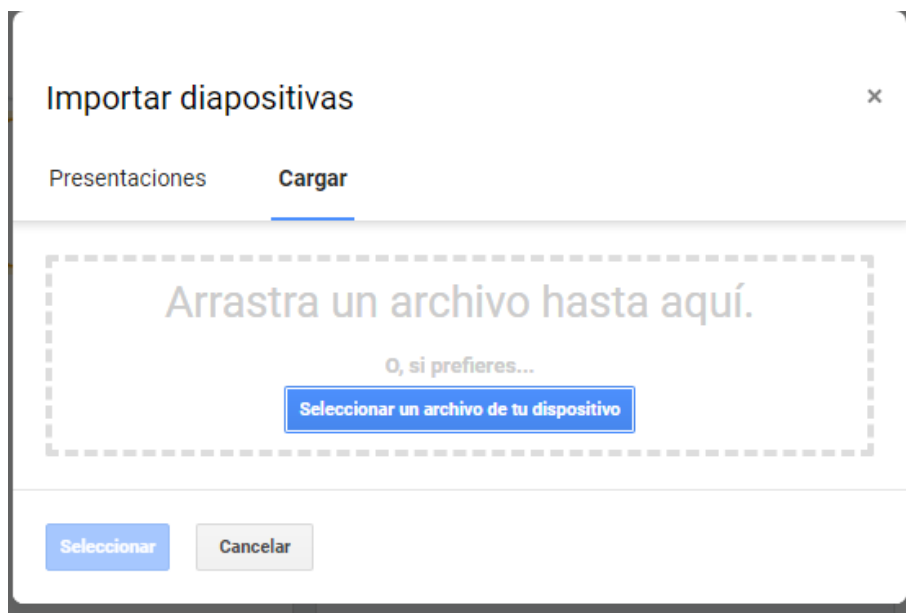 Importar diapositivas
×
Presentaciones Cargar
Arrastra un archivo hasta aquí.
O, si prefieres...
Seleccionar un archivo de tu dispositivo
Seleccionar Cancelar